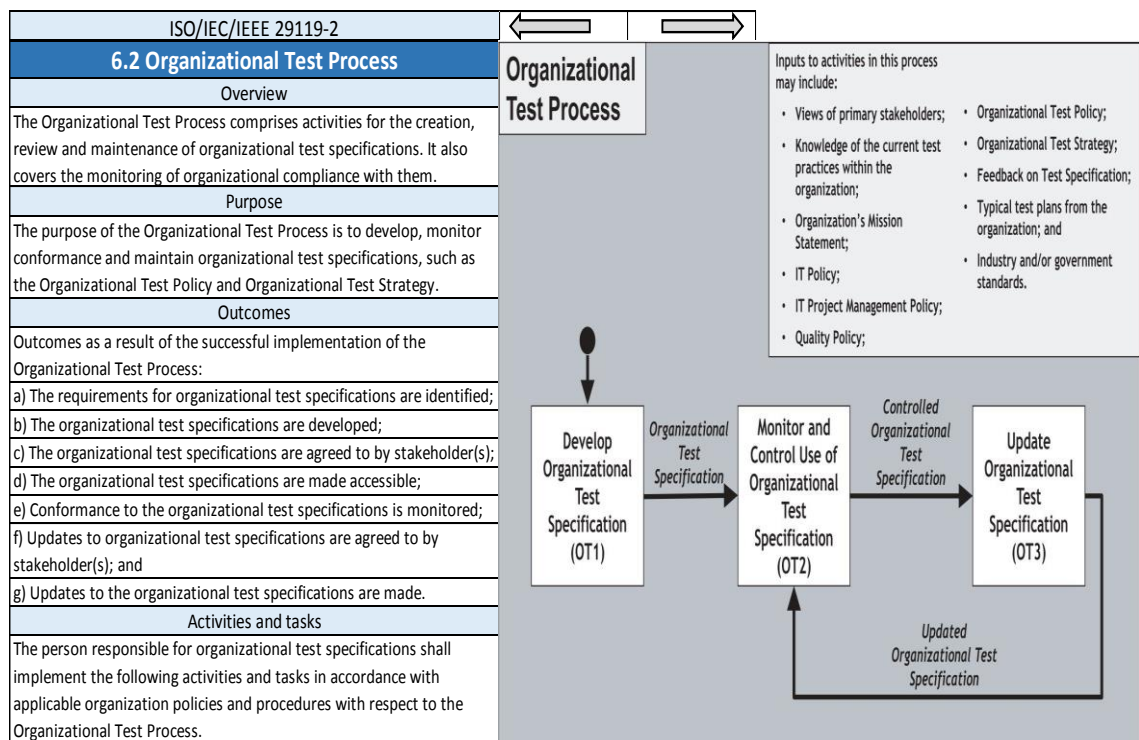 ISO/IEC/IEEE 29119-2
6.2 Organizational Test Process
Overview
The Organizational Test Process comprises activities for the creation,
review and maintenance of organizational test specifications. It also
covers the monitoring of organizational compliance with them.
Purpose
The purpose of the Organizational Test Process is to develop, monitor
conformance and maintain organizational test specifications, such as
the Organizational Test Policy and Organizational Test Strategy.
Outcomes
Outcomes as a result of the successful implementation of the
Organizational Test Process:
a) The requirements for organizational test specifications are identified;
b) The organizational test specifications are developed;
c) The organizational test specifications are agreed to by stakeholder(s);
d) The organizational test specifications are made accessible;
e) Conformance to the organizational test specifications is monitored;
f) Updates to organizational test specifications are agreed to by
stakeholder(s); and
g) Updates to the organizational test specifications are made.
Activities and tasks
The person responsible for organizational test specifications shall
implement the following activities and tasks in accordance with
applicable organization policies and procedures with respect to the
Organizational Test Process.
Organizational
Test Process
Inputs to activities in this process
may include:
• Views of primary stakeholders;
• Knowledge of the current test
practices within the
organization;
• Organization's Mission
Statement;
• IT Policy;
• IT Project Management Policy;
• Quality Policy;
• Organizational Test Policy;
• Organizational Test Strategy;
• Feedback on Test Specification;
• Typical test plans from the
organization; and
• Industry and/or government
standards.
Develop
Organizational
Test
Specification
(OT1)
Organizational
Test
Specification
Monitor and
Control Use of
Organizational
Test
Specification
(OT2)
Controlled
Organizational
Test
Specification
Update
Organizational
Test
Specification
(OT3)
Updated
Organizational Test
Specification